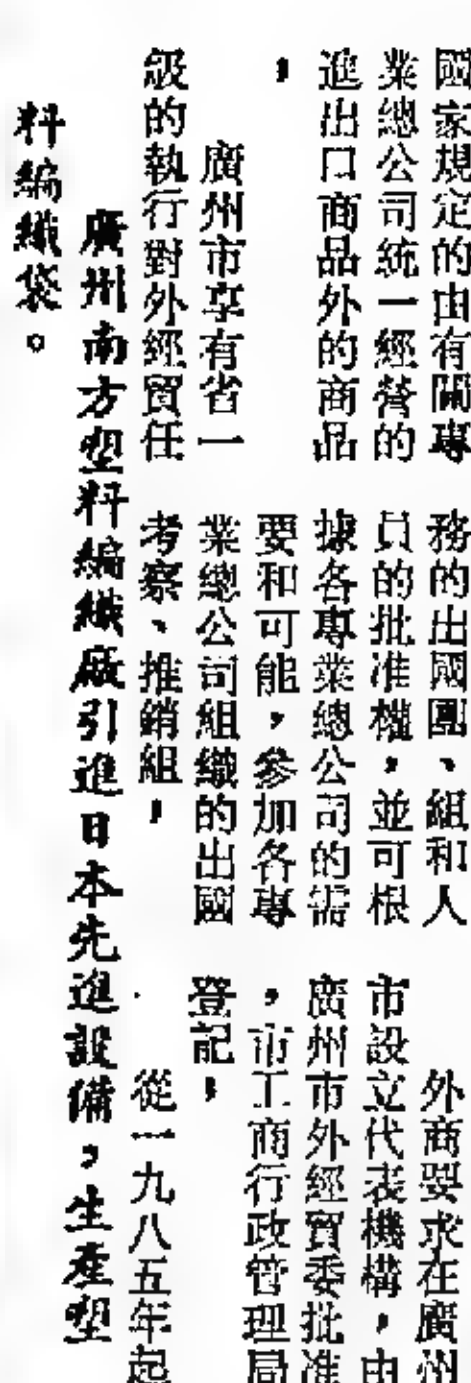 國家規定的由有關專
業總公司統一經營的
進出口商品外的商品
，
廣州市享有省一
級的執行對外經貿任
務的出國團、組和人
員的批准權，並可根
據各專業總公司的需
要和可能，參加各專
業總公司組織的出國
考察、推銷組，
外商要求在廣州
市設立代表機構，由
廣州市外經貿委批准
，市工商行政管理局
登記，
從一九八五年起
廣州南方塑料編織廠引進日本先進設備，生產塑
料編織袋。